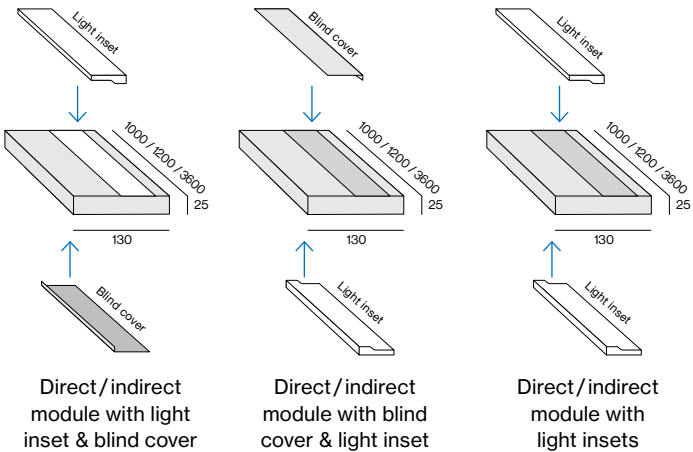 Light inset
1000 / 1200 / 3600
25
130
Blind cover
Direct/indirect
module with light
inset & blind cover
Blind cover
1000 / 1200 / 3600
25
130
Light inset
Direct/indirect
module with blind
cover & light inset
Light inset
1000 / 1200 / 3600
25
130
Light inset
Direct/indirect
module with
light insets